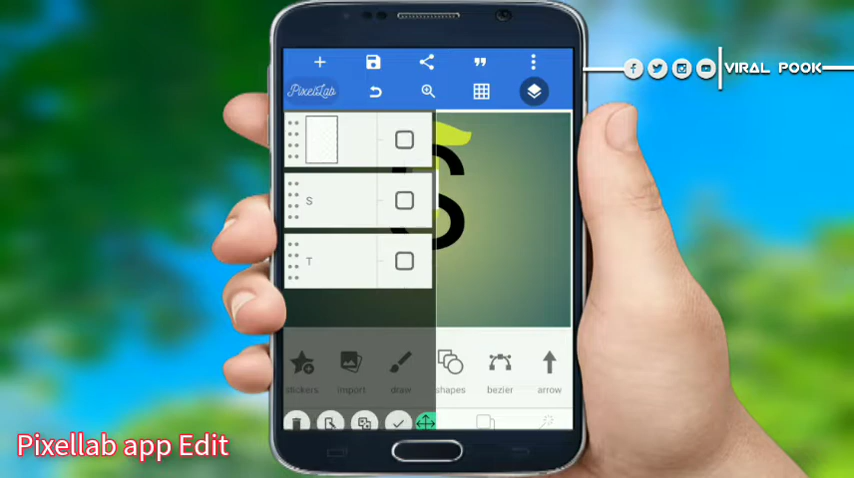 VIRAL POOK
PixelLab
S
S
T
stickers
import
draw
shapes
bezier
arrow
Pixellab app Edit